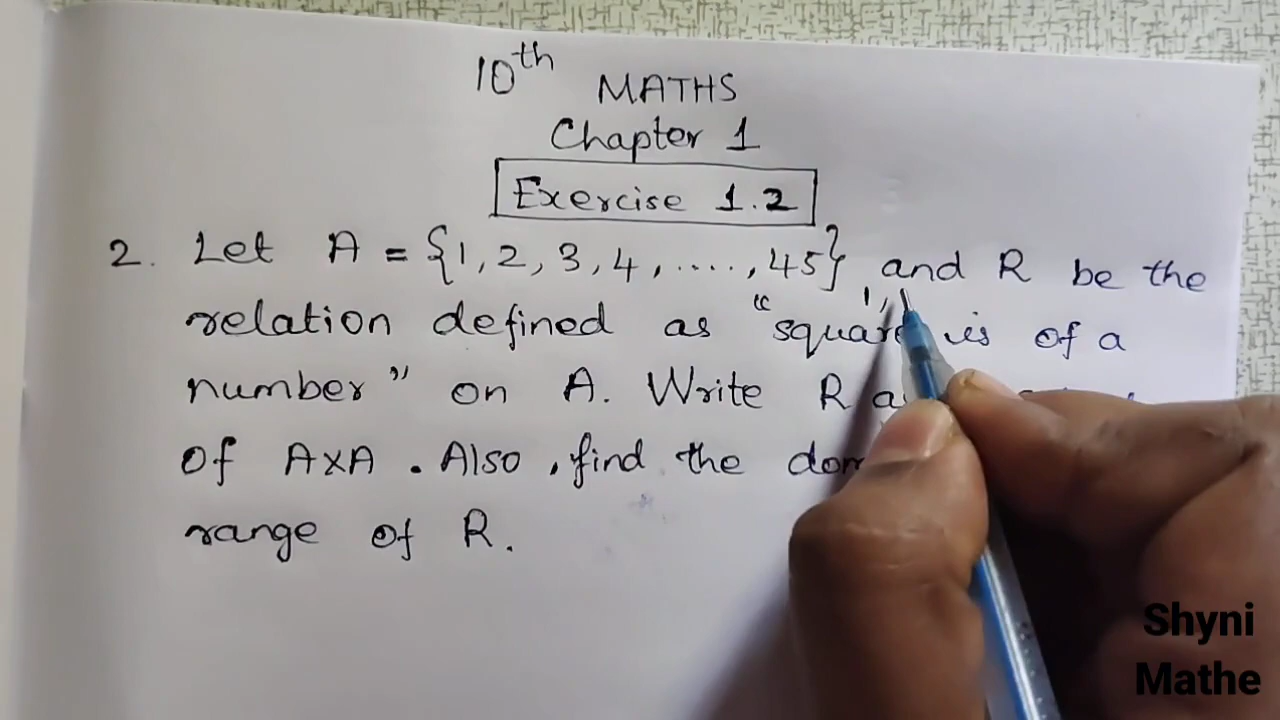 10th MATHS
Chapter 1
Exercise 1.2
2. Let A = {1, 2, 3, 4, ....., 45} and R be the
relation defined as "square is of a
number" on A. Write R
of A×A. Also, find the
range of R.
Shyni
Mathe